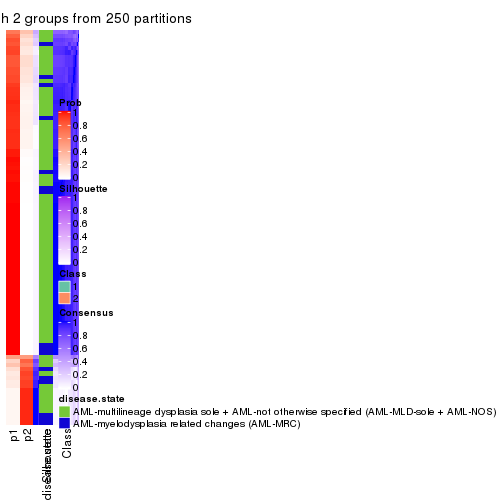 h 2 groups from 250 partitions
Prob
1
0.8
0.6
0.4
0.2
0
Silhouette
1
0.8
0.6
0.4
0.2
0
Class
1
2
Consensus
1
0.8
0.6
0.4
0.2
0
disease.state
AML-multilineage dysplasia sole + AML-not otherwise specified (AML-MLD-sole + AML-NOS)
AML-myelodysplasia related changes (AML-MRC)
p1
p2
Silhouette
disease.state
Class